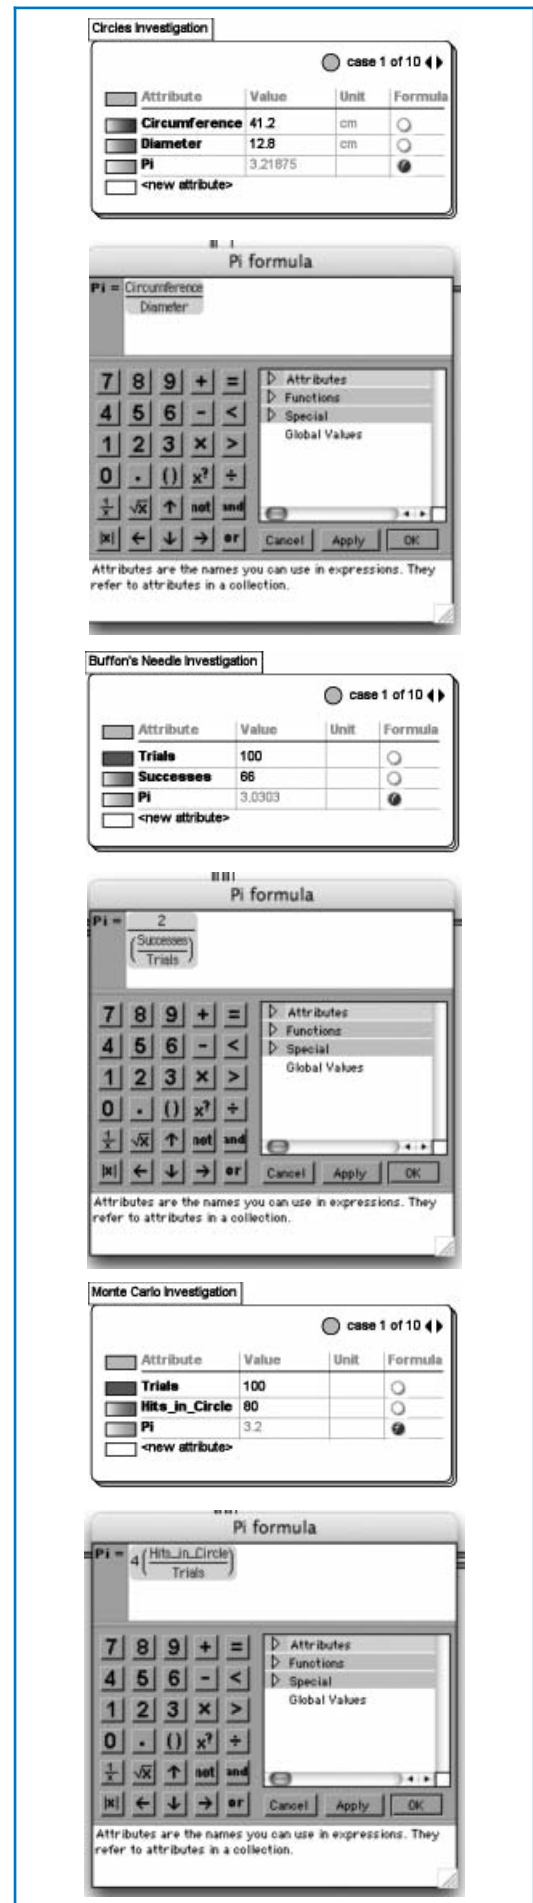 Circles Investigation
case 1 of 10
Attribute Value Unit Formula
Circumference 41.2 cm
Diameter 12.8 cm
Pi 3.21875
<new attribute>
Pi formula
Pi = Circumference
Diameter
7 8 9 + =
Attributes
Functions
4 5 6 - <
Special
Global Values
1 2 3 × >
0 . () x? ÷
1/x √x ↑ not and
|x| ← ↓ → or
Cancel Apply OK
Attributes are the names you can use in expressions. They
refer to attributes in a collection.
Buffon's Needle Investigation
case 1 of 10
Attribute Value Unit Formula
Trials 100
Successes 66
Pi 3.0303
<new attribute>
Pi formula
Pi = 2
(Successes
Trials)
7 8 9 + =
Attributes
Functions
4 5 6 - <
Special
Global Values
1 2 3 × >
0 . () x? ÷
1/x √x ↑ not and
|x| ← ↓ → or
Cancel Apply OK
Attributes are the names you can use in expressions. They
refer to attributes in a collection.
Monte Carlo Investigation
case 1 of 10
Attribute Value Unit Formula
Trials 100
Hits_in_Circle 80
Pi 3.2
<new attribute>
Pi formula
Pi = 4(Hits_in_Circle
Trials)
7 8 9 + =
Attributes
Functions
4 5 6 - <
Special
Global Values
1 2 3 × >
0 . () x? ÷
1/x √x ↑ not and
|x| ← ↓ → or
Cancel Apply OK
Attributes are the names you can use in expressions. They
refer to attributes in a collection.